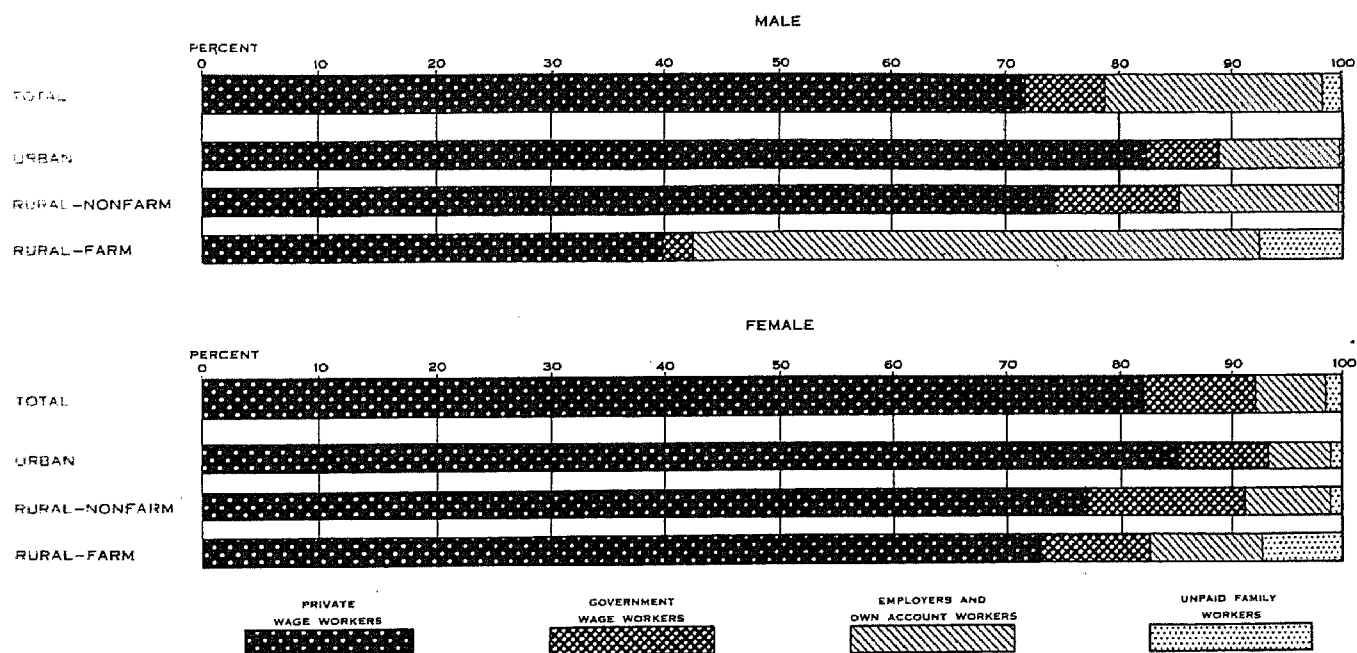 MALE
PERCENT
0 10 20 30 40 50 60 70 80 90 100
TOTAL
URBAN
RURAL-NONFARM
RURAL-FARM
FEMALE
PERCENT
0 10 20 30 40 50 60 70 80 90 100
TOTAL
URBAN
RURAL-NONFARM
RURAL-FARM
PRIVATE
WAGE WORKERS
GOVERNMENT
WAGE WORKERS
EMPLOYERS AND
OWN ACCOUNT WORKERS
UNPAID FAMILY
WORKERS